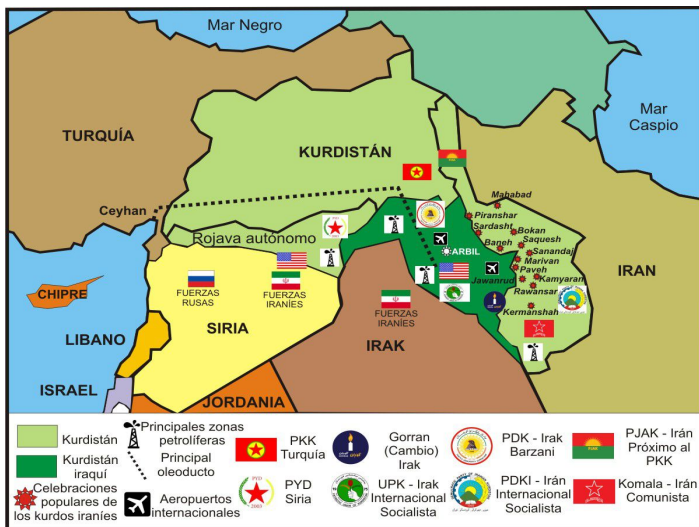 Mar Negro
Mar
Caspio
TURQUÍA
KURDISTÁN
Ceyhan
Mahabad
Piranshar
Sardasht
Bokan
Baneh
Saquesh
Sanandaj
Marivan
Paveh
Kamyaran
Jawanrud
Rawansar
Kermanshah
Rojava autónomo
ARBIL
IRAN
CHIPRE
FUERZAS
RUSAS
FUERZAS
IRANÍES
FUERZAS
IRANÍES
SIRIA
LIBANO
IRAK
ISRAEL
JORDANIA
Kurdistán
Kurdistán
iraquí
Celebraciones
populares de
los kurdos iraníes
Principales zonas
petrolíferas
Principal
oleoducto
Aeropuertos
internacionales
PKK
Turquía
PYD
2003
PYD
Siria
Gorran
(Cambio)
Irak
UPK - Irak
Internacional
Socialista
PDK - Irak
Barzani
PDKI - Irán
Internacional
Socialista
PJAK - Irán
Próximo al
PKK
Komala - Irán
Comunista